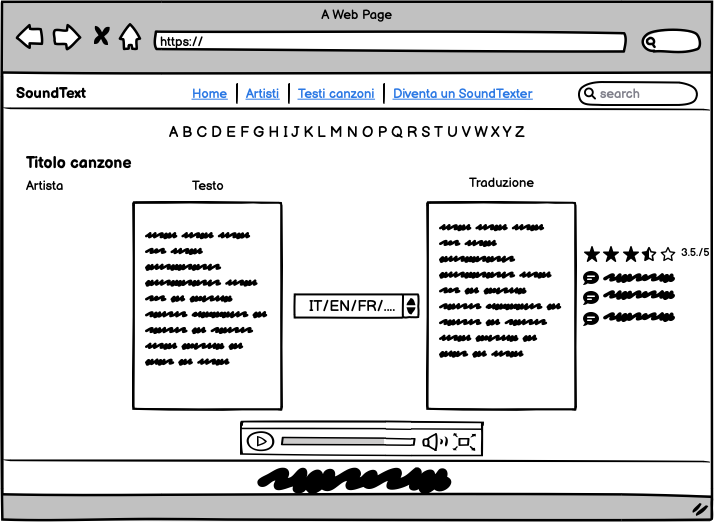 A Web Page
https://
SoundText Home Artisti Testi canzoni Diventa un SoundTexter search
A B C D E F G H I J K L M N O P Q R S T U V W X Y Z
Titolo canzone
Artista Testo Traduzione
3.5./5
IT/EN/FR/....